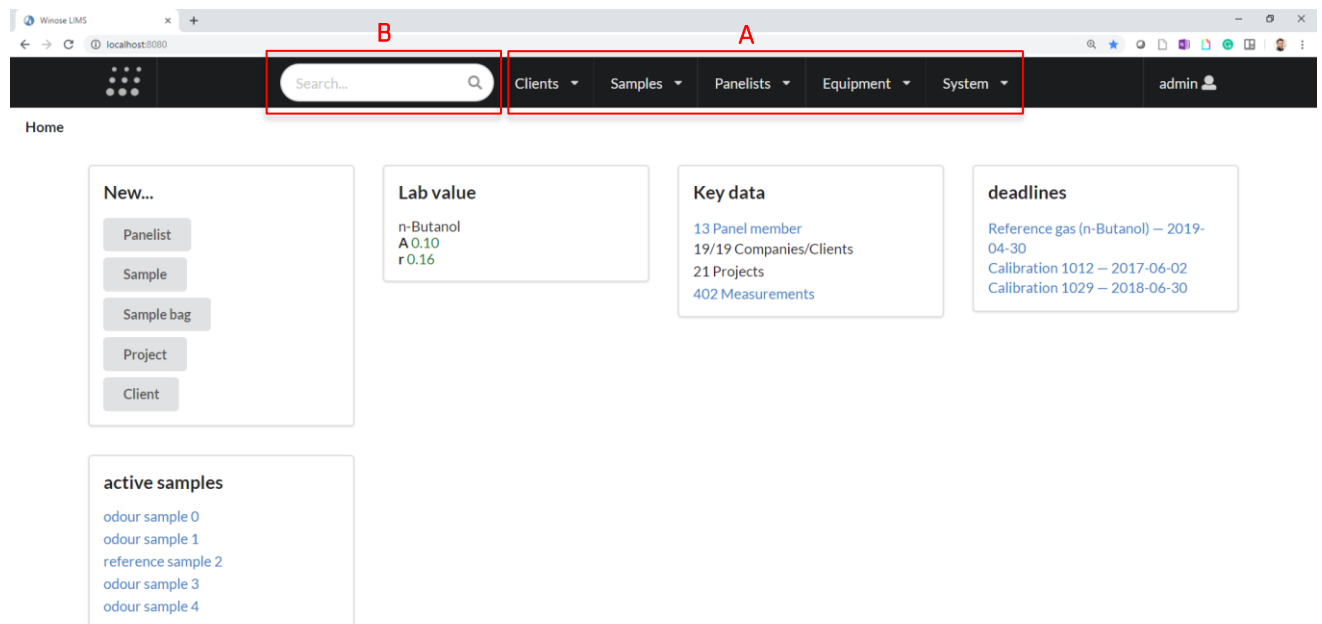 Winose LIMS
localhost:8080
B
A
Search...
Clients
Samples
Panelists
Equipment
System
admin
Home
New...
Panelist
Sample
Sample bag
Project
Client
Lab value
n-Butanol
A 0.10
r 0.16
Key data
13 Panel member
19/19 Companies/Clients
21 Projects
402 Measurements
deadlines
Reference gas (n-Butanol) — 2019-
04-30
Calibration 1012 — 2017-06-02
Calibration 1029 — 2018-06-30
active samples
odour sample 0
odour sample 1
reference sample 2
odour sample 3
odour sample 4